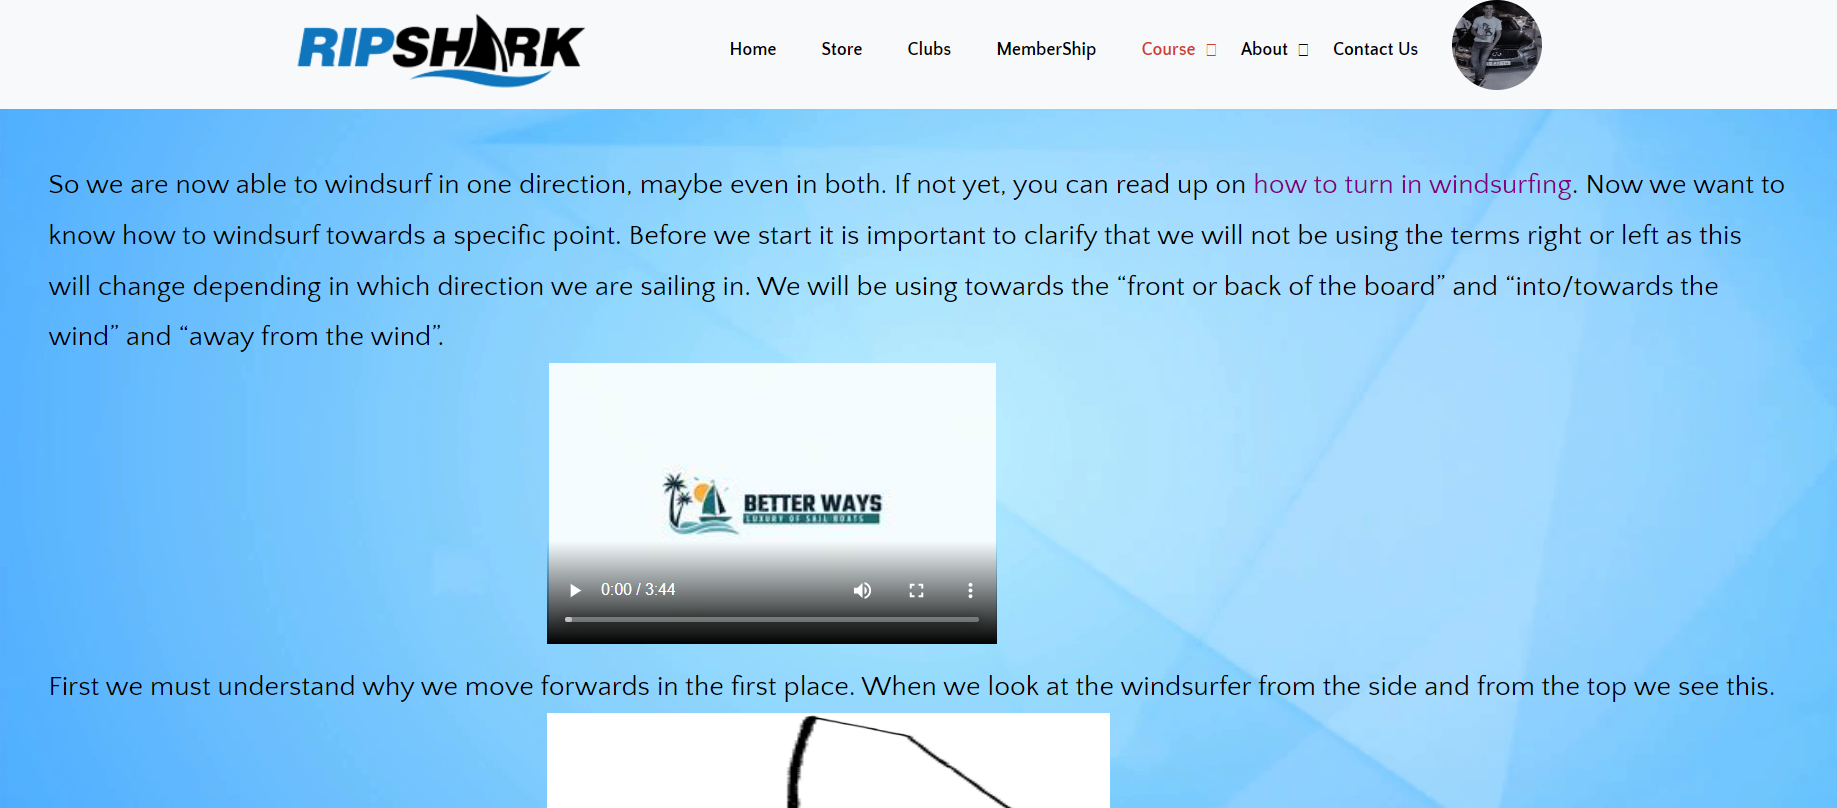 RIPSHARK
Home Store Clubs MemberShip Course About Contact Us
So we are now able to windsurf in one direction, maybe even in both. If not yet, you can read up on how to turn in windsurfing. Now we want to
know how to windsurf towards a specific point. Before we start it is important to clarify that we will not be using the terms right or left as this
will change depending in which direction we are sailing in. We will be using towards the “front or back of the board” and “into/towards the
wind” and “away from the wind”.
BETTER WAYS
LUXURY OF SAIL BOATS
0:00 / 3:44
First we must understand why we move forwards in the first place. When we look at the windsurfer from the side and from the top we see this.